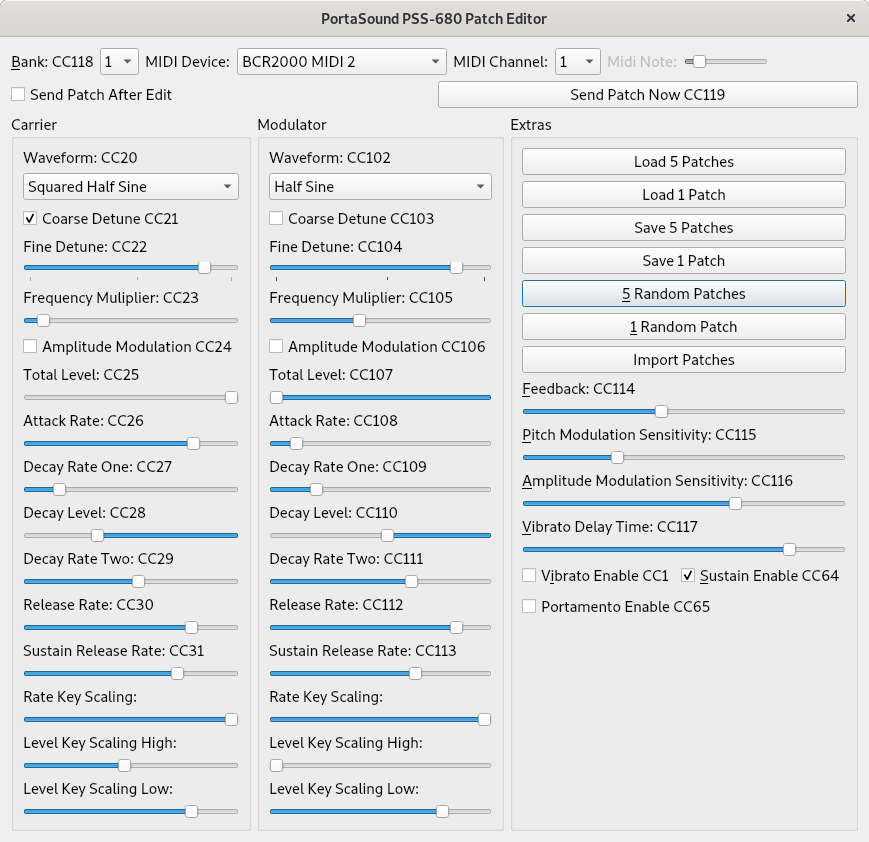 PortaSound PSS-680 Patch Editor
Bank: CC118 1 MIDI Device: BCR2000 MIDI 2 MIDI Channel: 1 Midi Note:
Send Patch After Edit Send Patch Now CC119
Carrier
Waveform: CC20
Squared Half Sine
Coarse Detune CC21
Fine Detune: CC22
Frequency Muliplier: CC23
Amplitude Modulation CC24
Total Level: CC25
Attack Rate: CC26
Decay Rate One: CC27
Decay Level: CC28
Decay Rate Two: CC29
Release Rate: CC30
Sustain Release Rate: CC31
Rate Key Scaling:
Level Key Scaling High:
Level Key Scaling Low:
Modulator
Waveform: CC102
Half Sine
Coarse Detune CC103
Fine Detune: CC104
Frequency Muliplier: CC105
Amplitude Modulation CC106
Total Level: CC107
Attack Rate: CC108
Decay Rate One: CC109
Decay Level: CC110
Decay Rate Two: CC111
Release Rate: CC112
Sustain Release Rate: CC113
Rate Key Scaling:
Level Key Scaling High:
Level Key Scaling Low:
Extras
Load 5 Patches
Load 1 Patch
Save 5 Patches
Save 1 Patch
5 Random Patches
1 Random Patch
Import Patches
Feedback: CC114
Pitch Modulation Sensitivity: CC115
Amplitude Modulation Sensitivity: CC116
Vibrato Delay Time: CC117
Vibrato Enable CC1 Sustain Enable CC64
Portamento Enable CC65